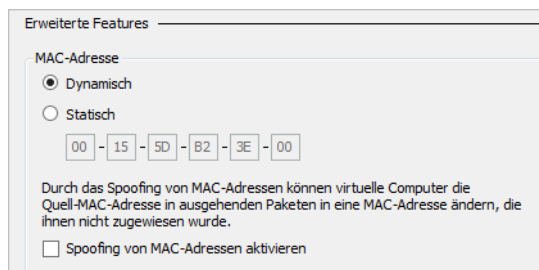 Erweiterte Features
MAC-Adresse
Dynamisch
Statisch
00 - 15 - 5D - B2 - 3E - 00
Durch das Spoofing von MAC-Adressen können virtuelle Computer die
Quell-MAC-Adresse in ausgehenden Paketen in eine MAC-Adresse ändern, die
ihnen nicht zugewiesen wurde.
Spoofing von MAC-Adressen aktivieren